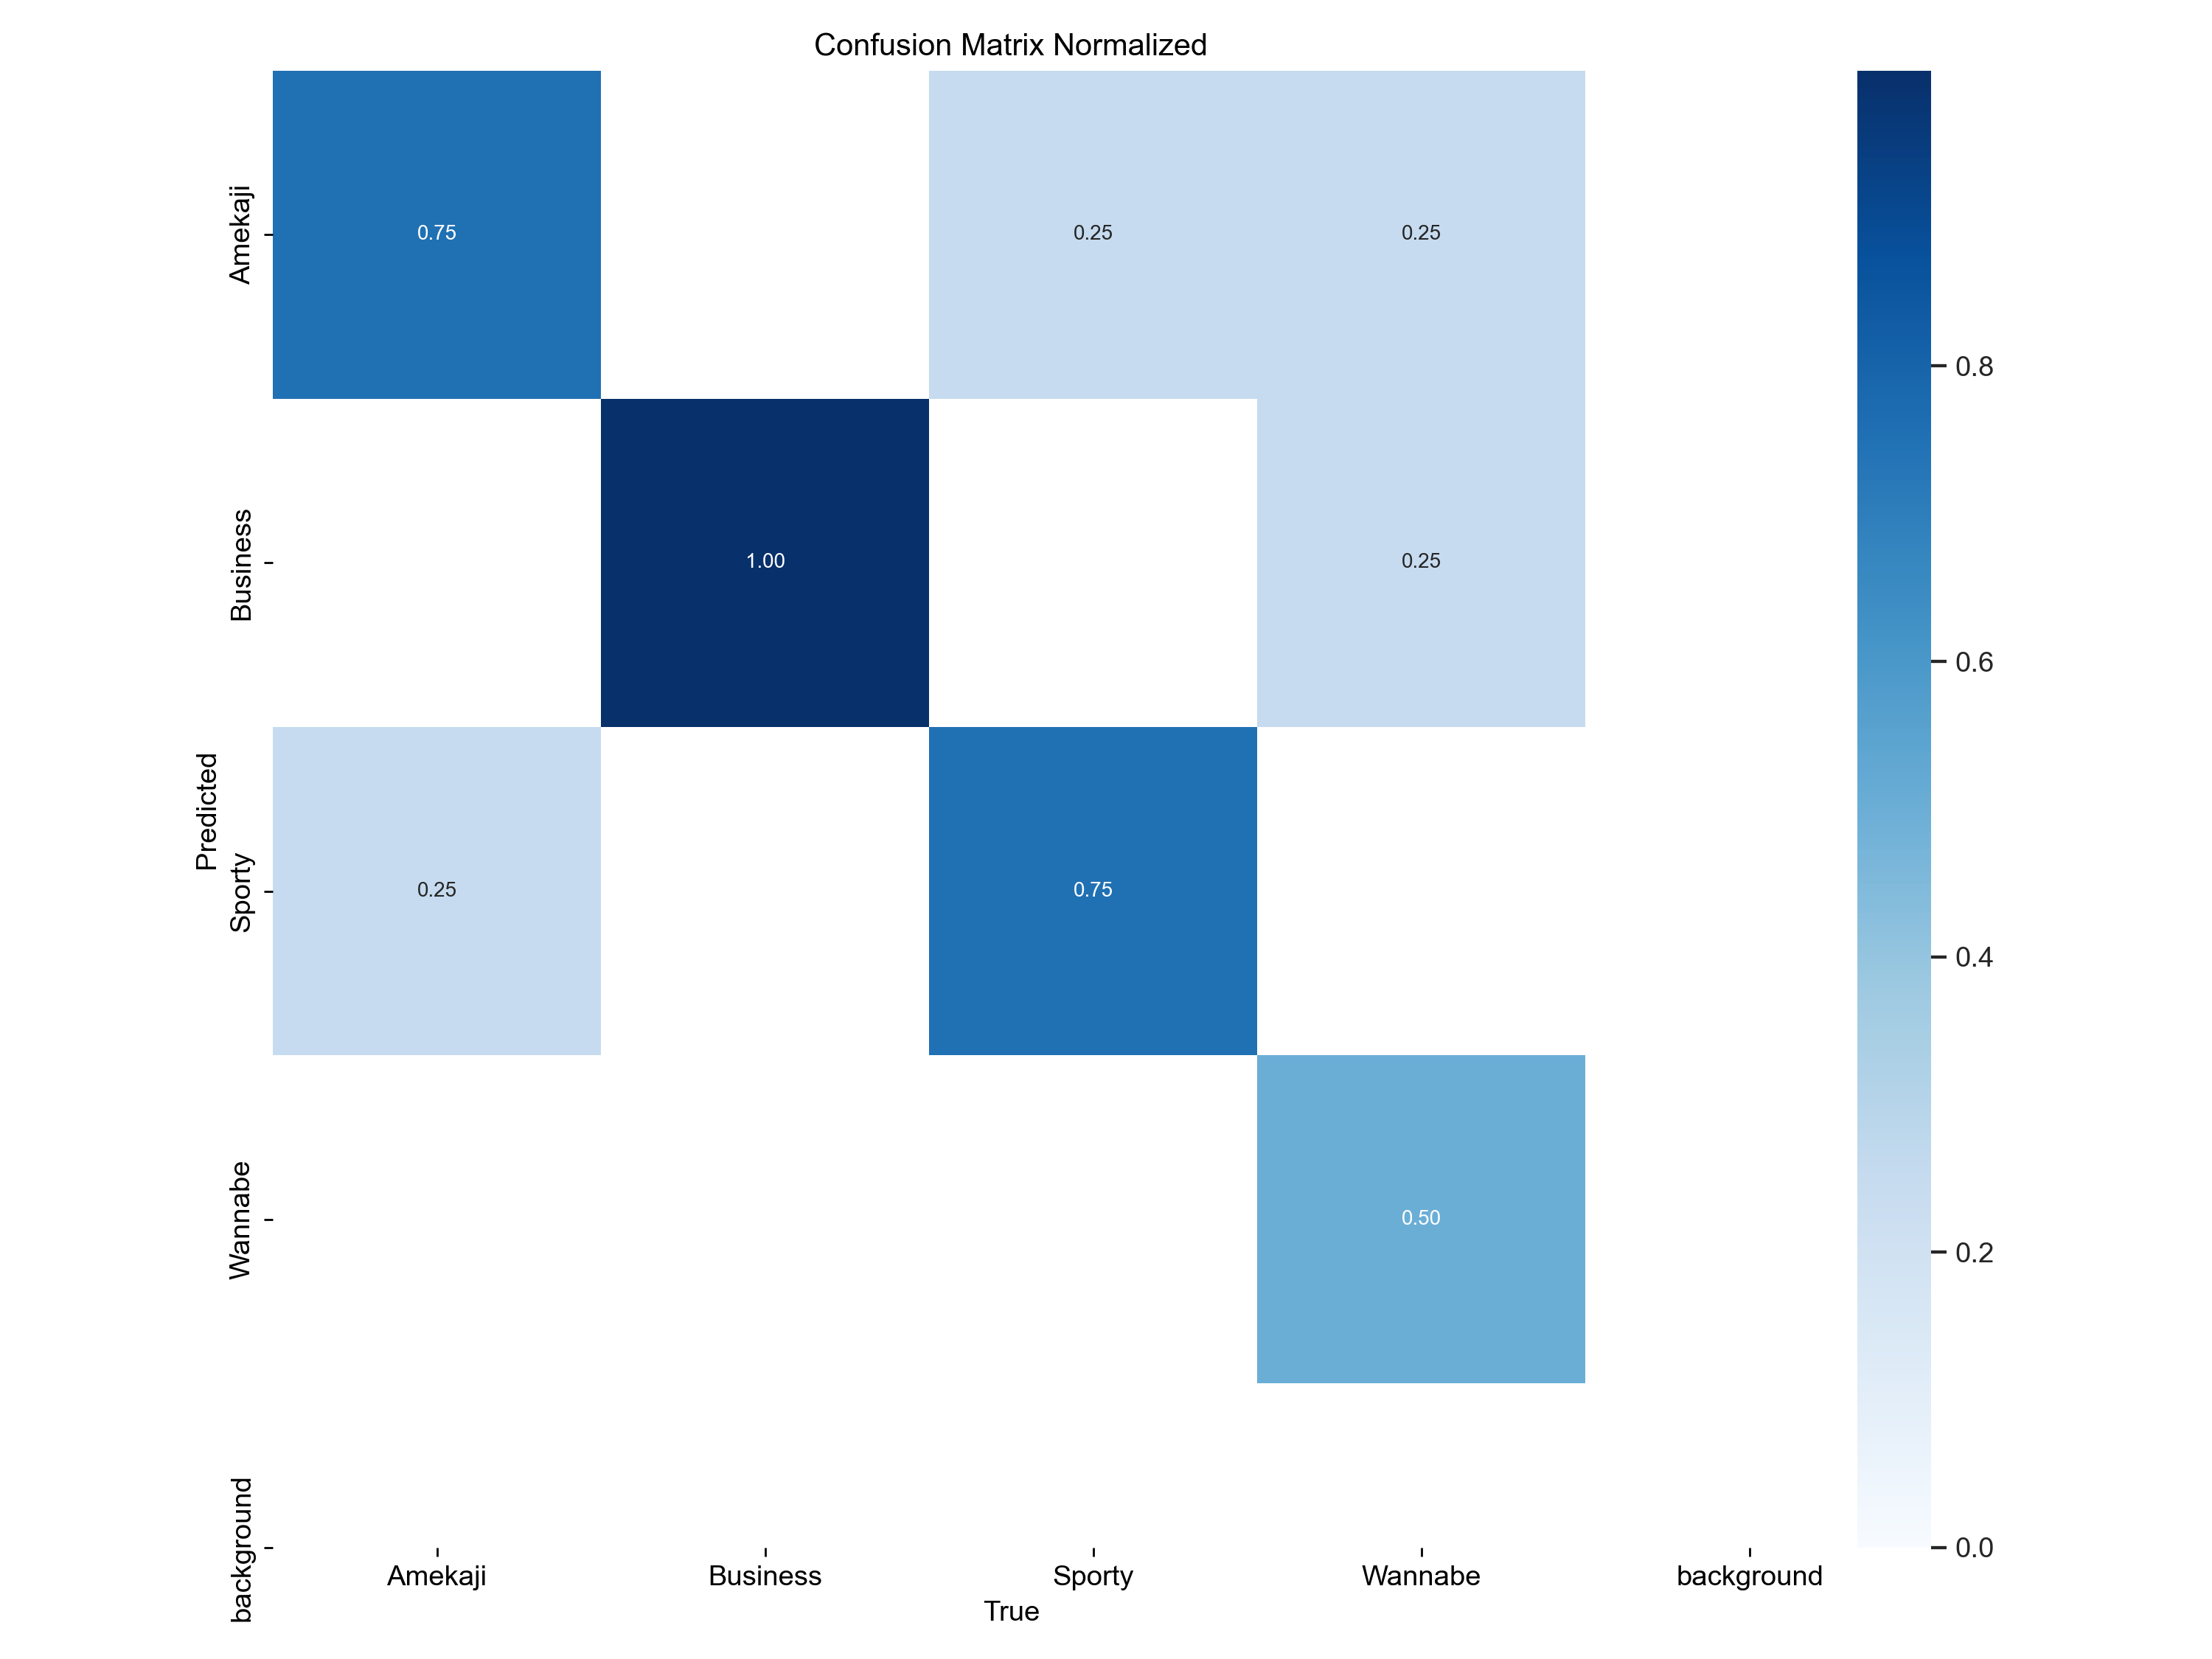 Confusion Matrix Normalized
Amekaji
0.75
0.25
0.25
Business
1.00
0.25
Predicted
Sporty
0.25
0.75
Wannabe
0.50
background
Amekaji
Business
Sporty
Wannabe
background
True
0.8
0.6
0.4
0.2
0.0